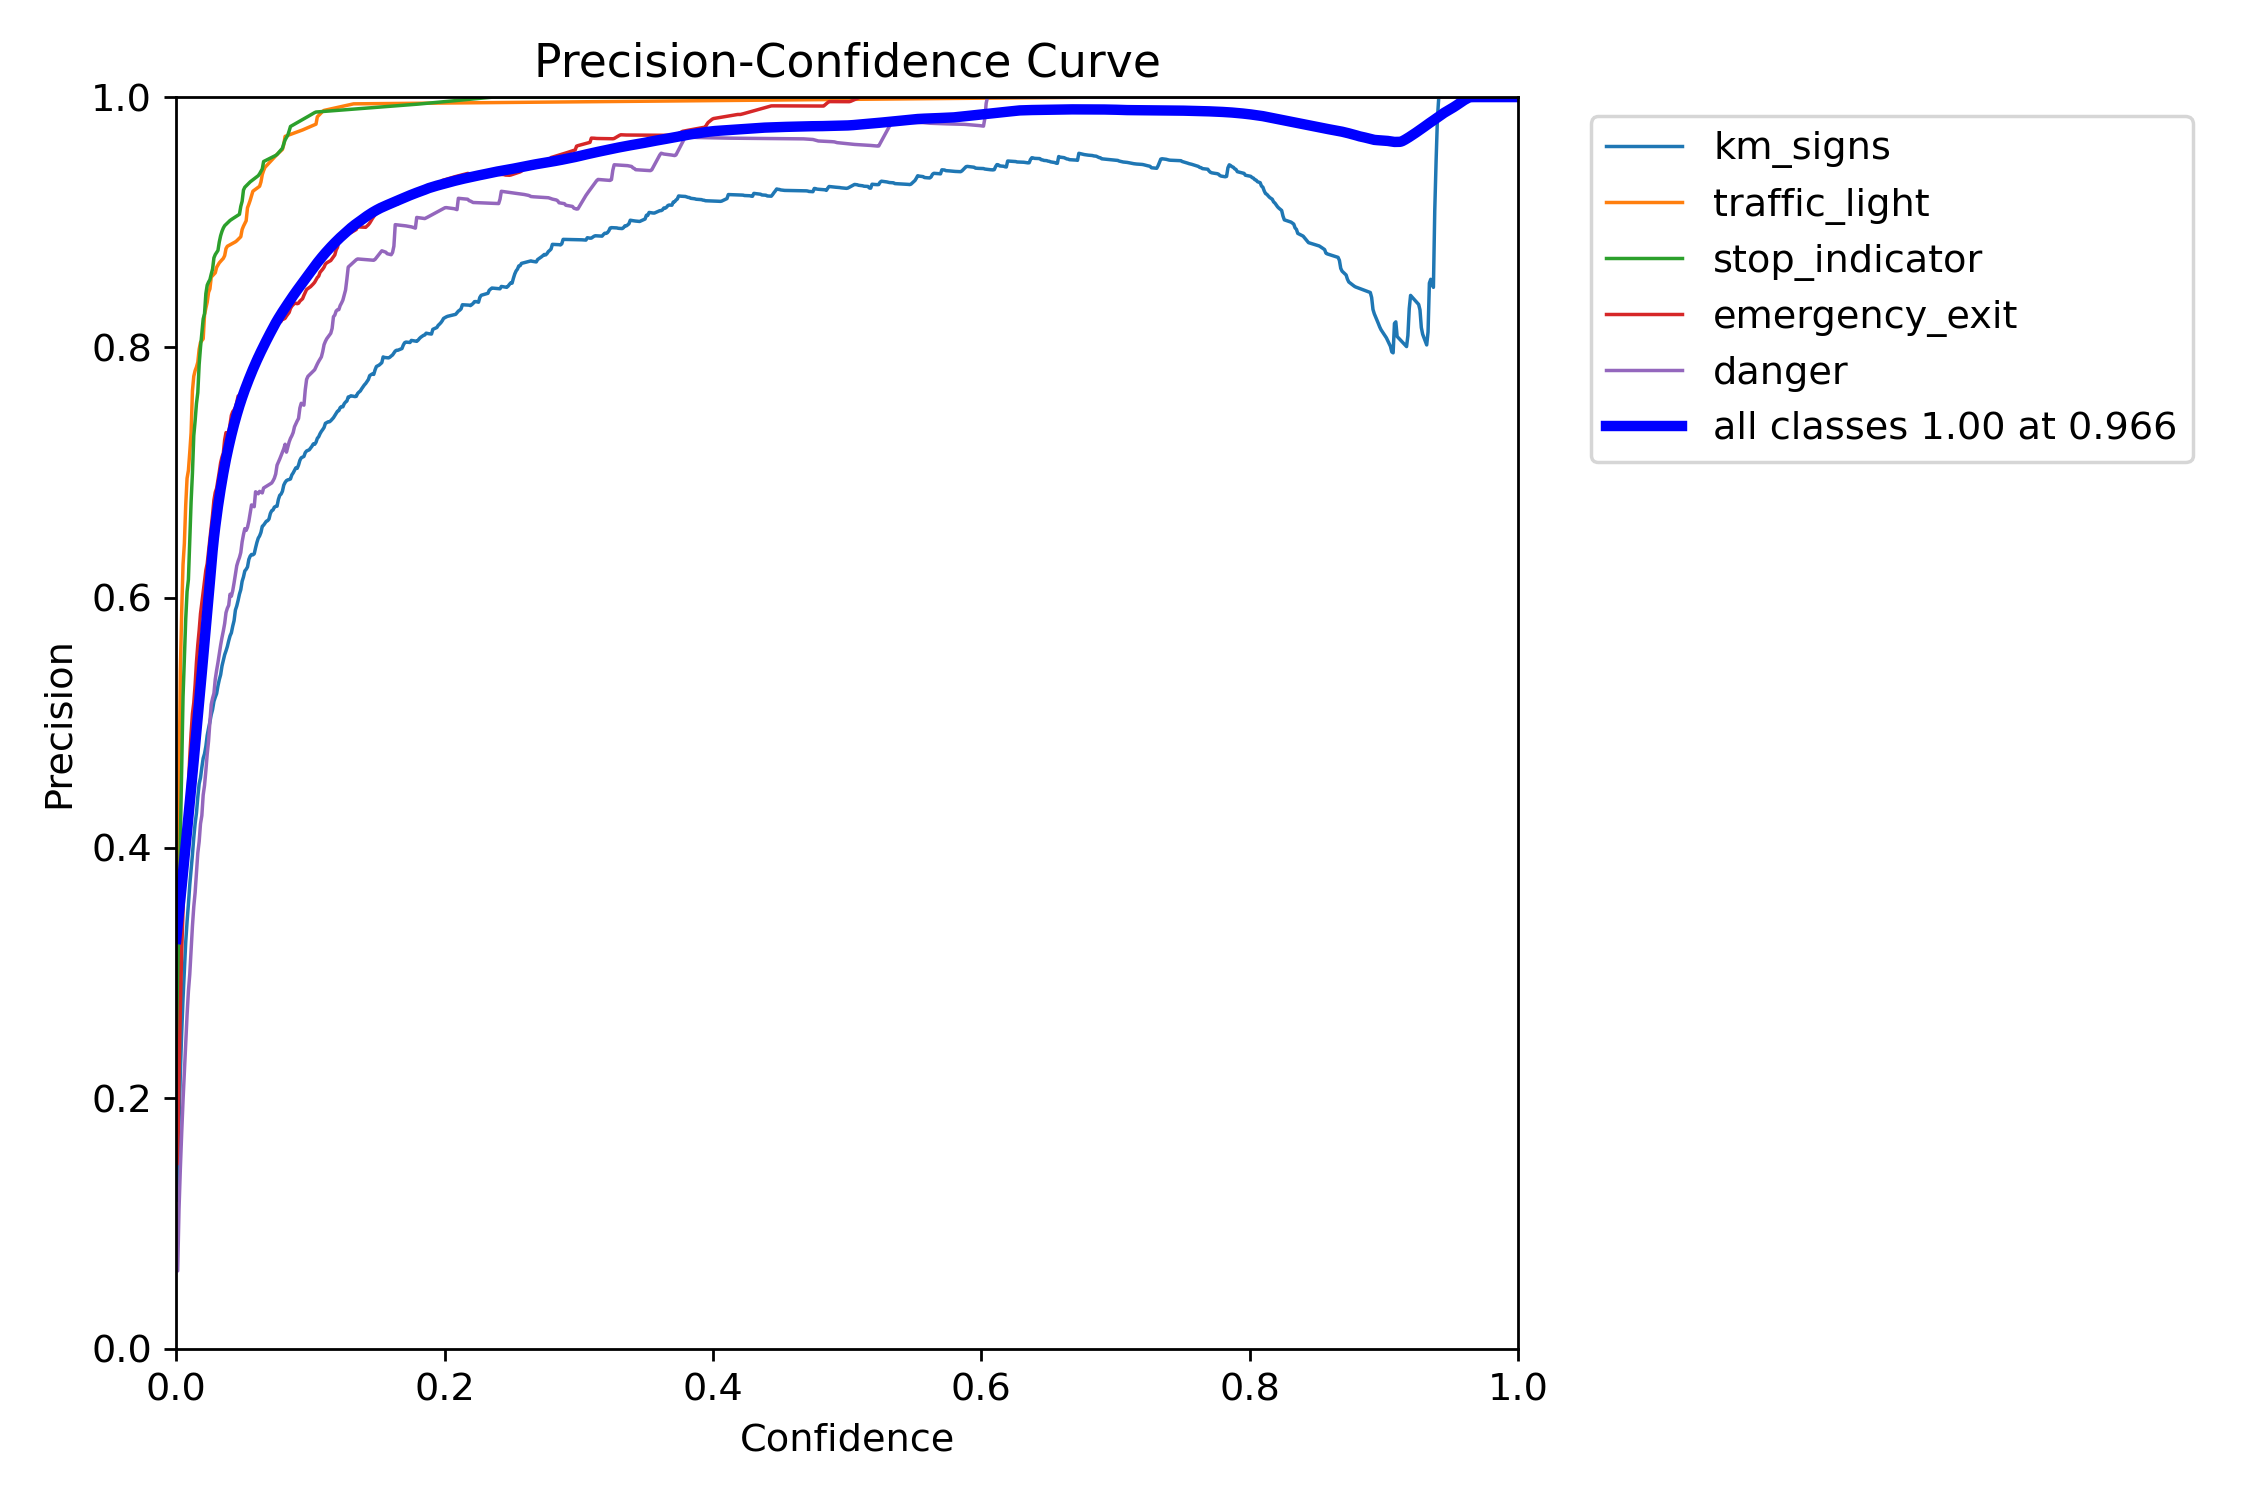 Precision-Confidence Curve
1.0
0.8
0.6
0.4
0.2
0.0
Precision
0.0 0.2 0.4 0.6 0.8 1.0
Confidence
km_signs
traffic_light
stop_indicator
emergency_exit
danger
all classes 1.00 at 0.966